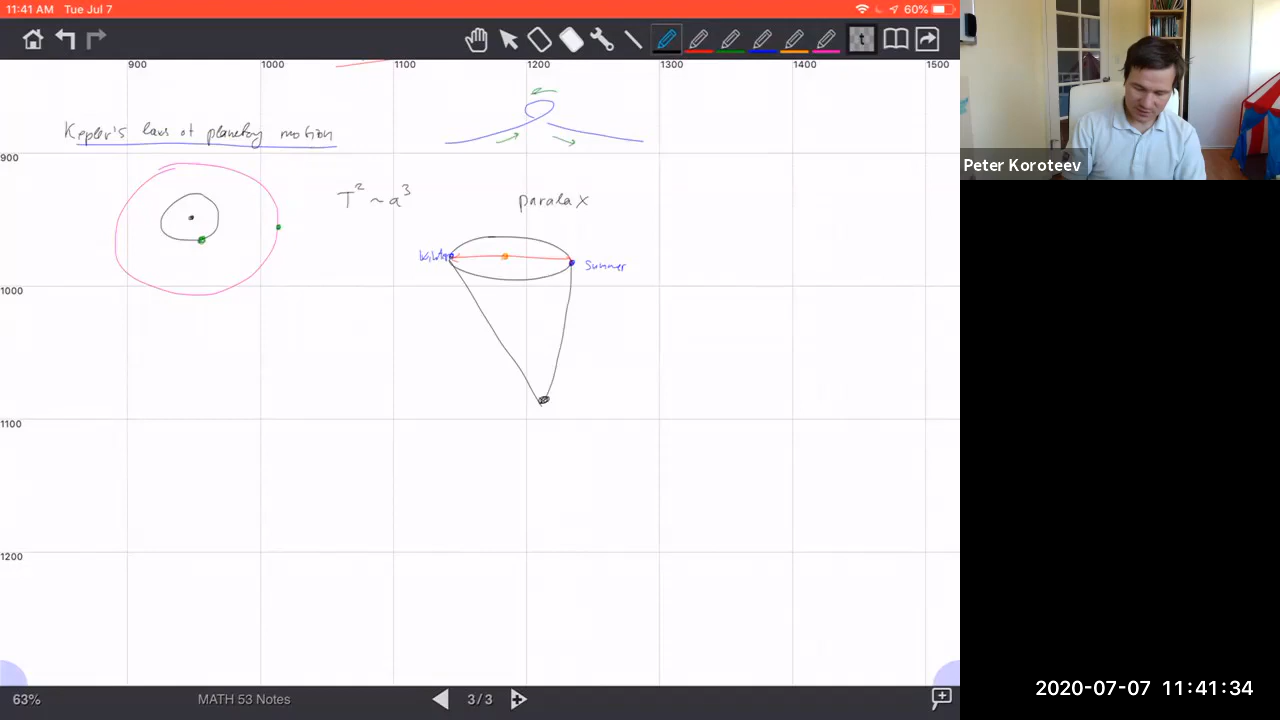 11:41 AM Tue Jul 7
60%
t
900 1000 1100 1200 1300 1400 1500
Kepler's laws of planetary motion
900
T² ~ a³
paralax
Winter
Summer
1000
1100
1200
63%
MATH 53 Notes
3/3
Peter Koroteev
2020-07-07 11:41:34